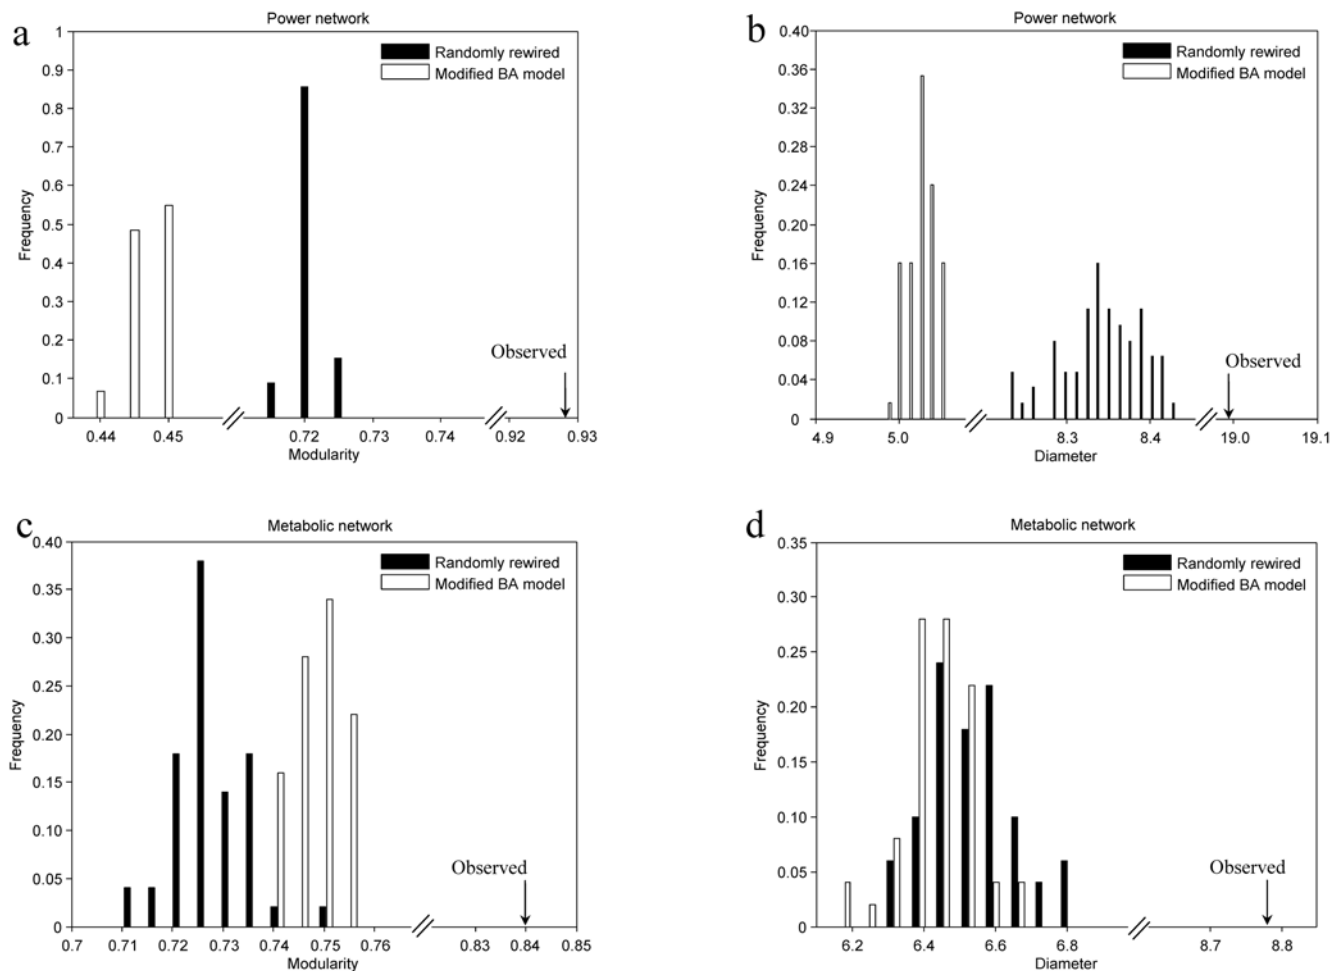 a
Power network
Randomly rewired
Modified BA model
Frequency
1
0.9
0.8
0.7
0.6
0.5
0.4
0.3
0.2
0.1
0
Observed
0.44 0.45 0.72 0.73 0.74 0.92 0.93
Modularity
b
Power network
Randomly rewired
Modified BA model
Frequency
0.40
0.36
0.32
0.28
0.24
0.20
0.16
0.12
0.08
0.04
0
Observed
4.9 5.0 8.3 8.4 19.0 19.1
Diameter
c
Metabolic network
Randomly rewired
Modified BA model
Frequency
0.40
0.35
0.30
0.25
0.20
0.15
0.10
0.05
0
Observed
0.7 0.71 0.72 0.73 0.74 0.75 0.76 0.83 0.84 0.85
Modularity
d
Metabolic network
Randomly rewired
Modified BA model
Frequency
0.35
0.30
0.25
0.20
0.15
0.10
0.05
0
Observed
6.2 6.4 6.6 6.8 8.7 8.8
Diameter